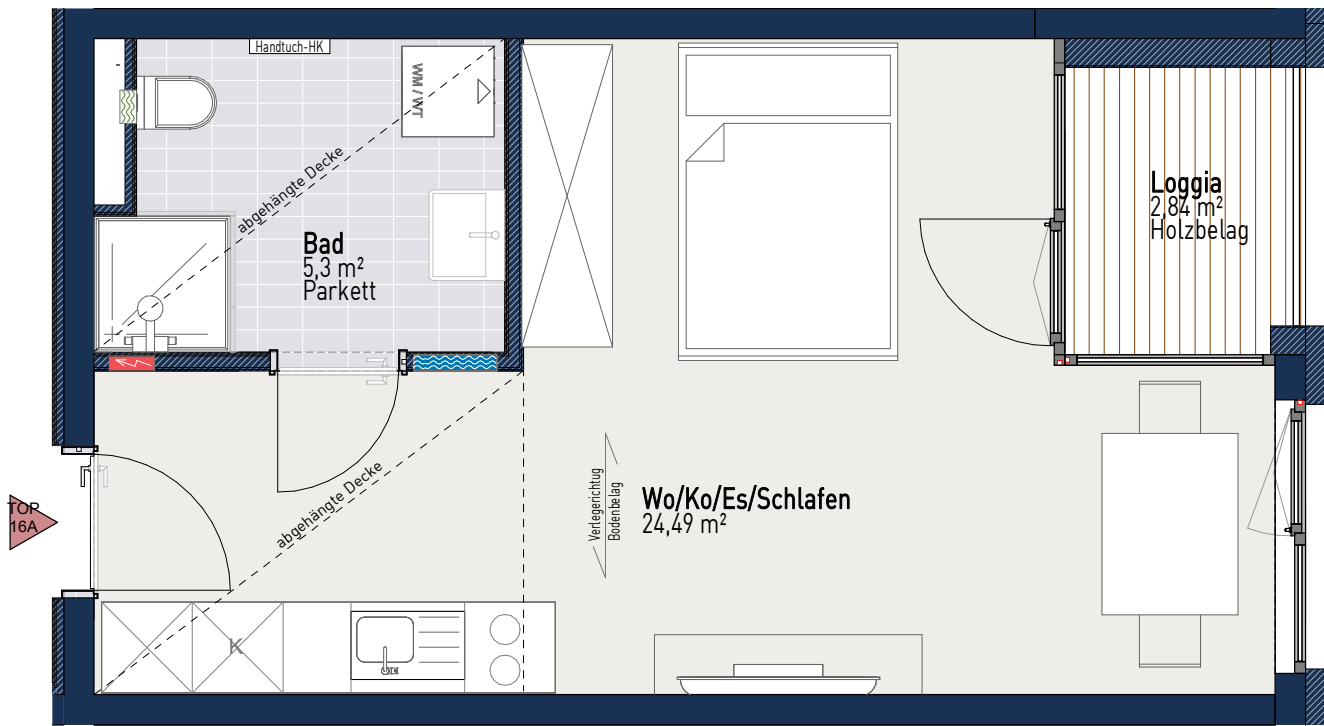 Handtuch-HK
WM / WT
abgehängte Decke
Bad
5,3 m²
Parkett
Loggia
2,84 m²
Holzbelag
TOP
16A
abgehängte Decke
Verlegerichtug
Bodenbelag
Wo/Ko/Es/Schlafen
24,49 m²
K